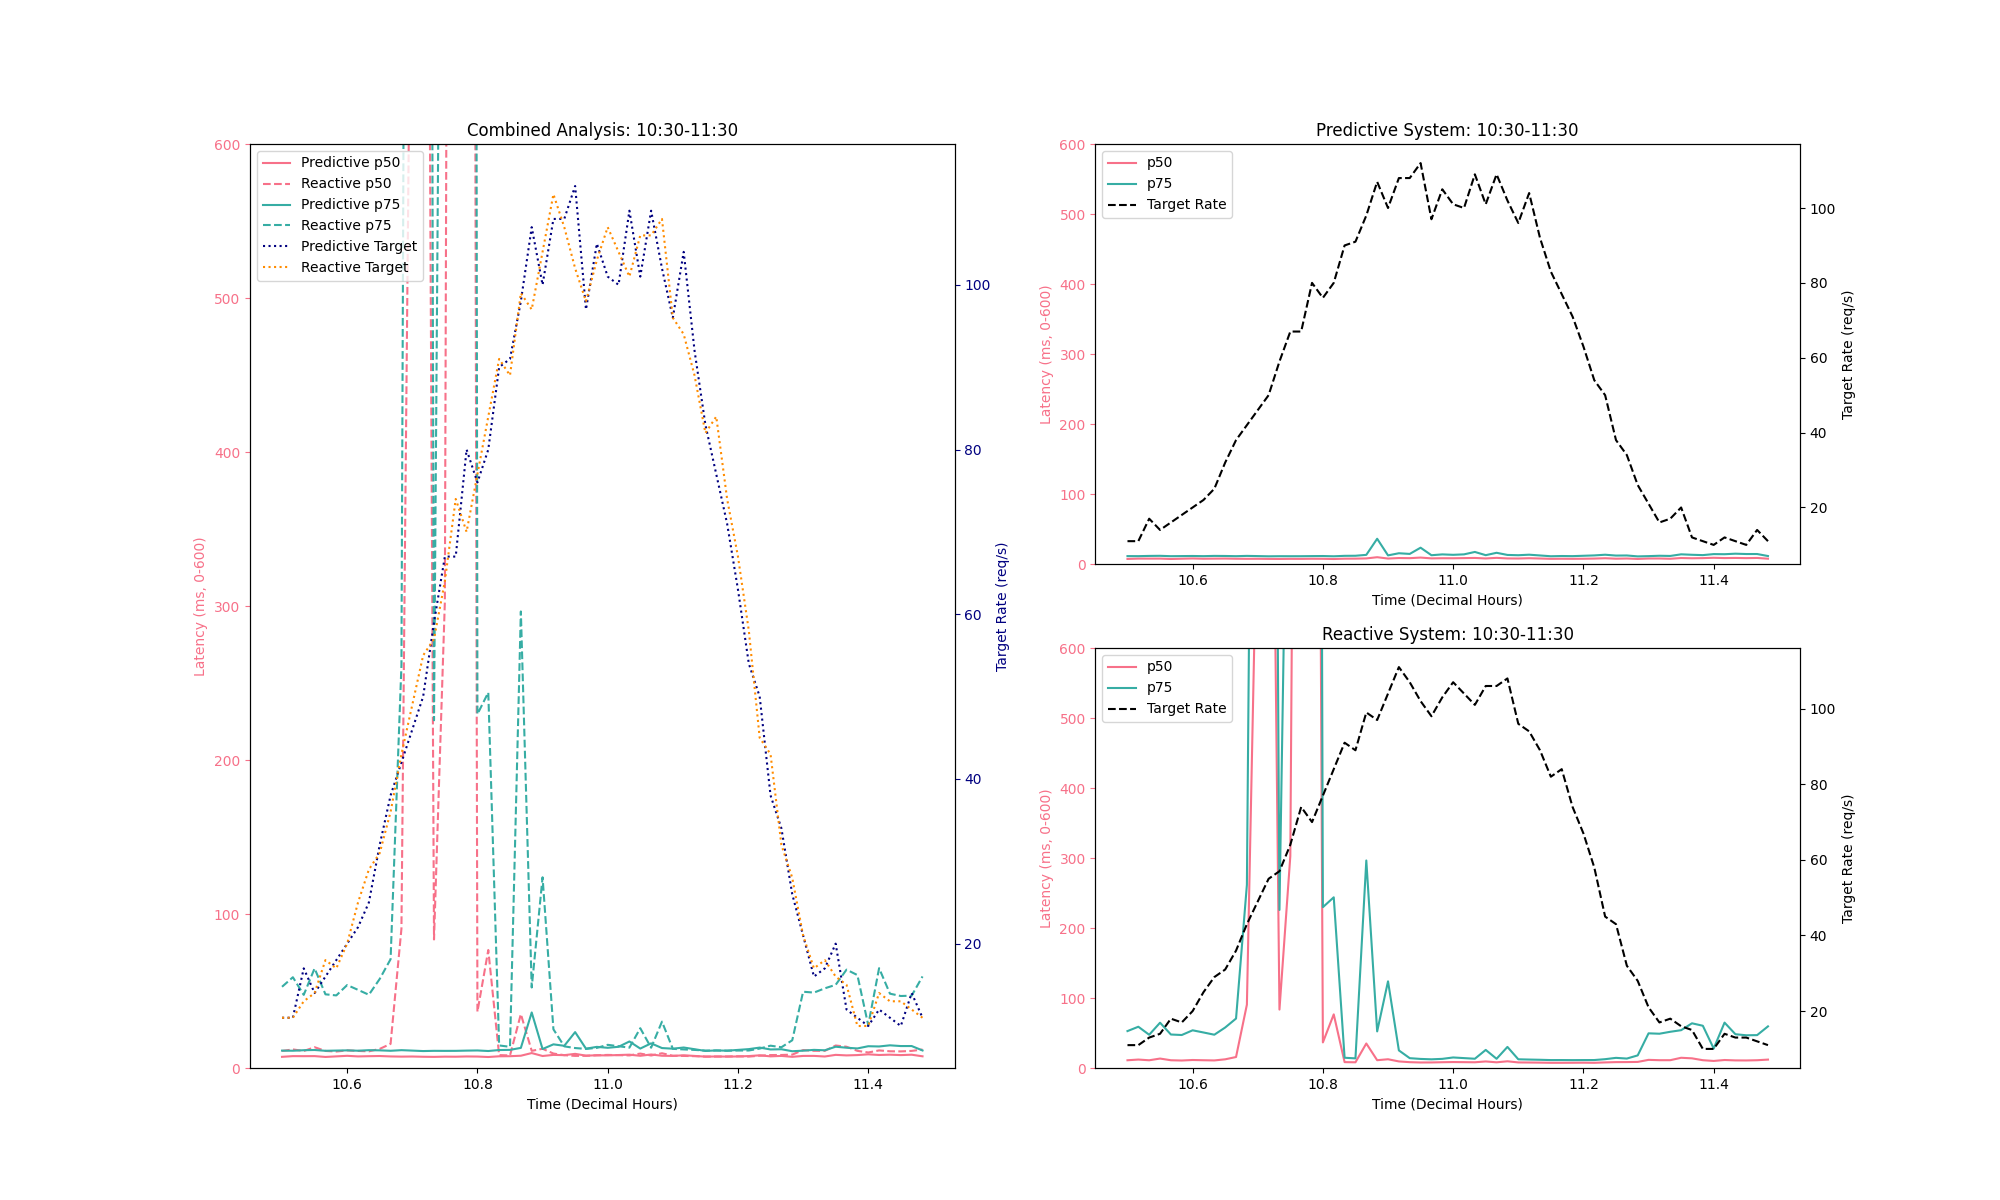 Combined Analysis: 10:30-11:30
600
500
400
300
200
100
0
Latency (ms, 0-600)
Predictive p50
Reactive p50
Predictive p75
Reactive p75
Predictive Target
Reactive Target
100
80
60
40
20
Target Rate (req/s)
10.6 10.8 11.0 11.2 11.4
Time (Decimal Hours)
Predictive System: 10:30-11:30
600
500
400
300
200
100
0
Latency (ms, 0-600)
p50
p75
Target Rate
100
80
60
40
20
Target Rate (req/s)
10.6 10.8 11.0 11.2 11.4
Time (Decimal Hours)
Reactive System: 10:30-11:30
600
500
400
300
200
100
0
Latency (ms, 0-600)
p50
p75
Target Rate
100
80
60
40
20
Target Rate (req/s)
10.6 10.8 11.0 11.2 11.4
Time (Decimal Hours)